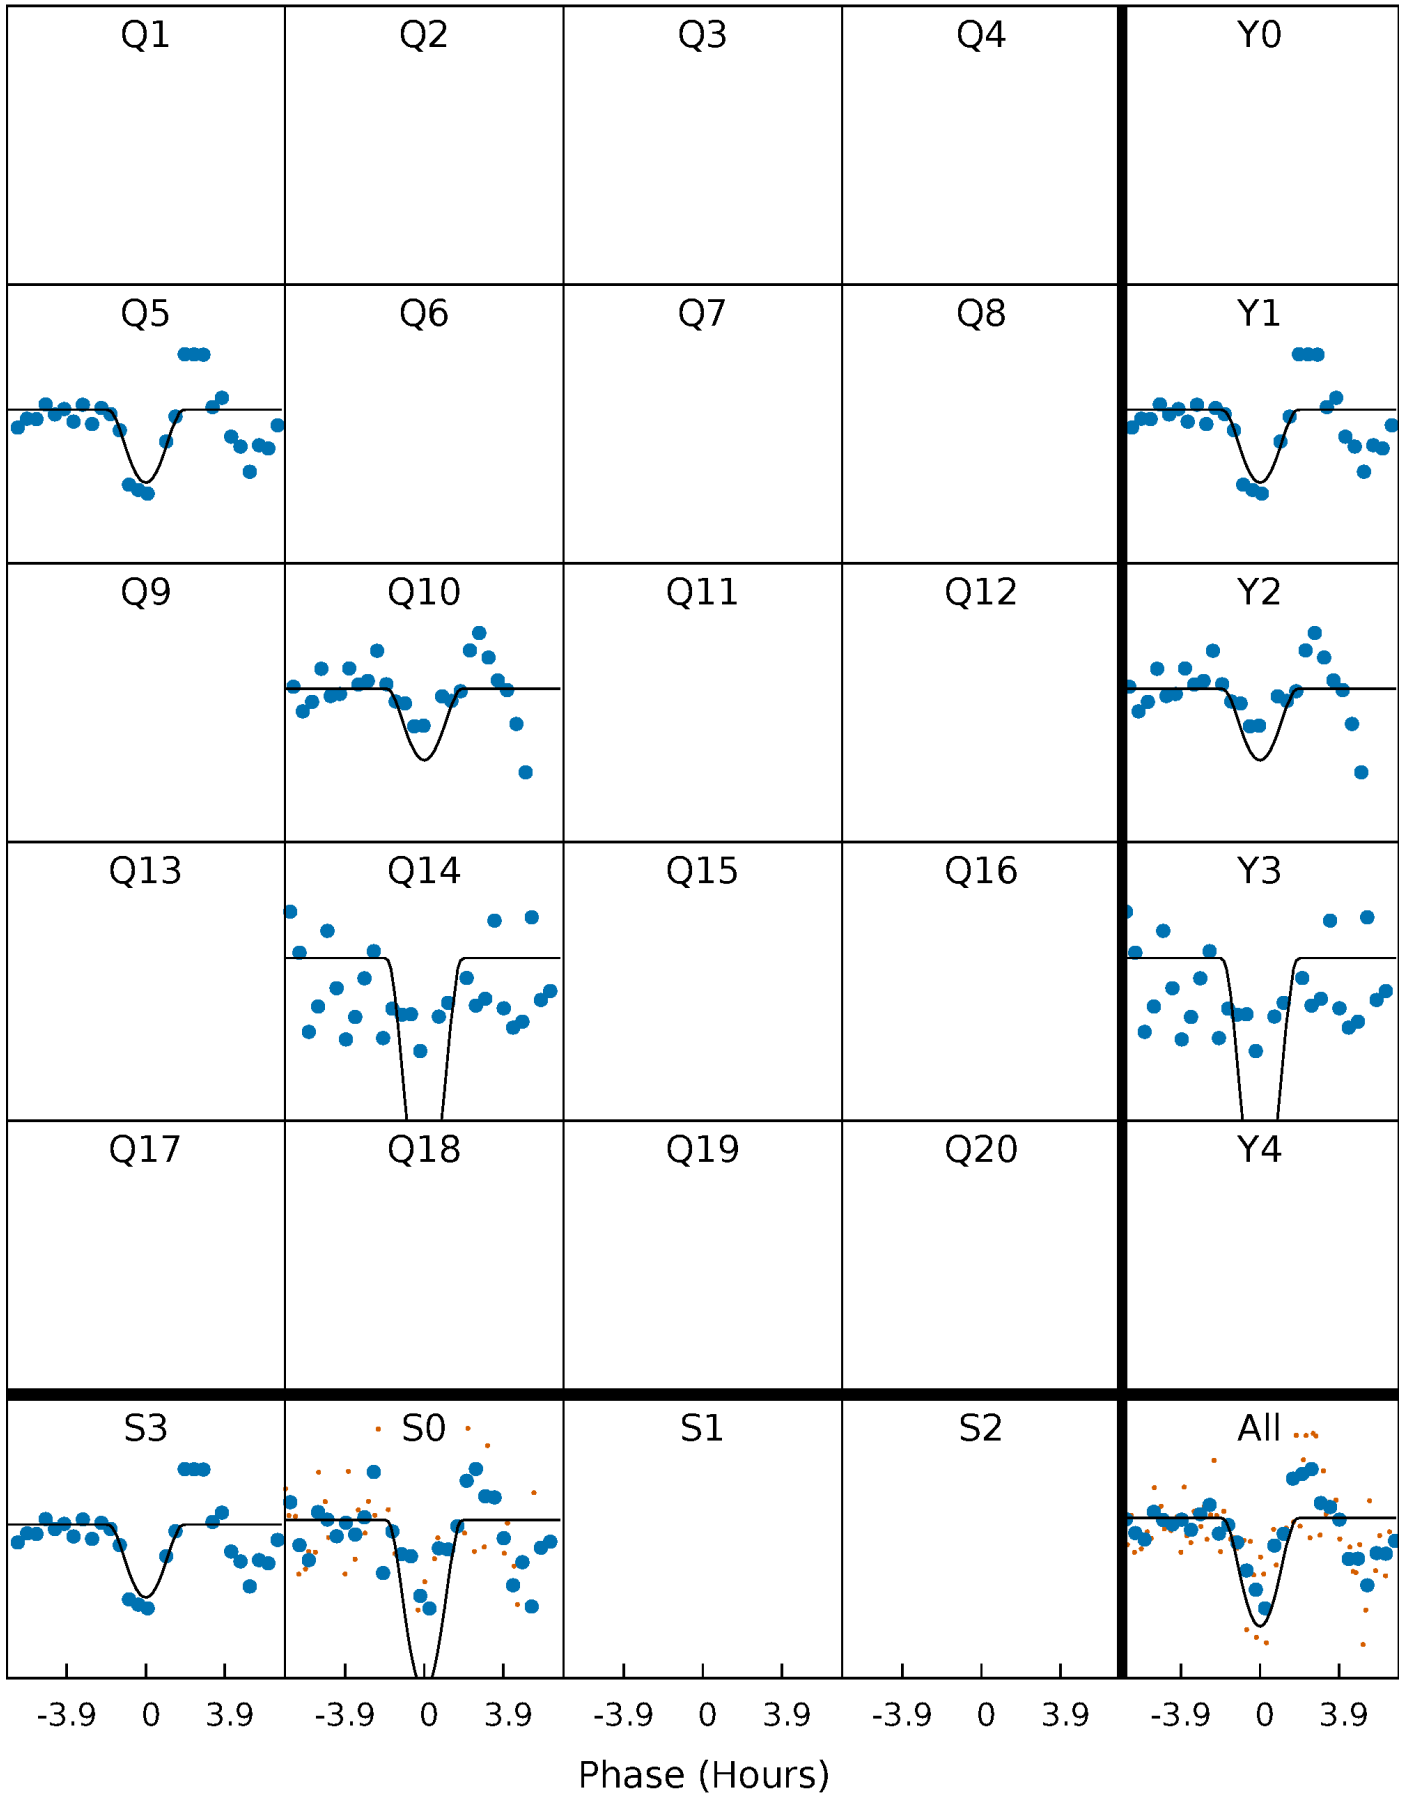 Q1 Q2 Q3 Q4 Y0
Q5 Q6 Q7 Q8 Y1
Q9 Q10 Q11 Q12 Y2
Q13 Q14 Q15 Q16 Y3
Q17 Q18 Q19 Q20 Y4
S3 S0 S1 S2 All
-3.9 0 3.9 -3.9 0 3.9 -3.9 0 3.9 -3.9 0 3.9 -3.9 0 3.9
Phase (Hours)